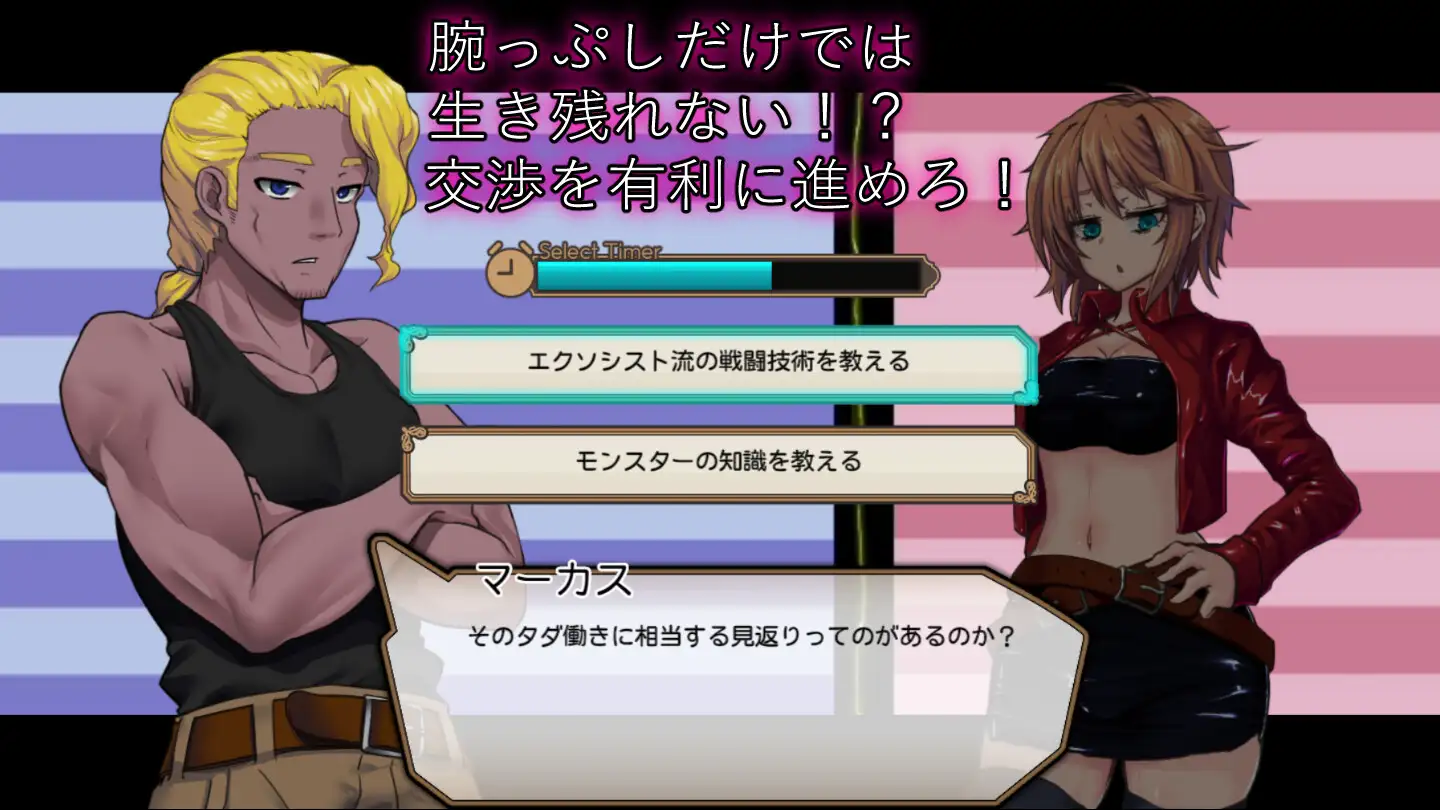 腕っぷしだけでは
生き残れない！？
交渉を有利に進めろ！
Select Timer
エクソシスト流の戦闘技術を教える
モンスターの知識を教える
マーカス
そのタダ働きに相当する見返りってのがあるのか？